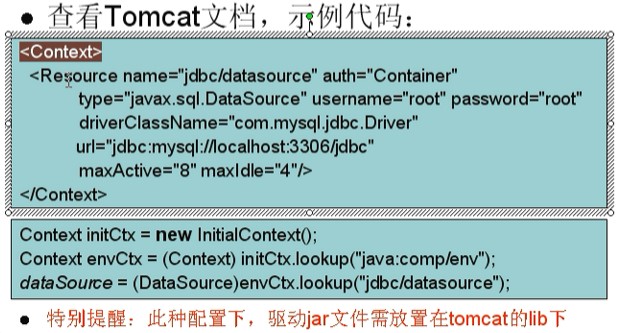 ● 查看Tomcat文档，示例代码：
<Context>
<Resource name="jdbc/datasource" auth="Container"
type="javax.sql.DataSource" username="root" password="root"
driverClassName="com.mysql.jdbc.Driver"
url="jdbc:mysql://localhost:3306/jdbc"
maxActive="8" maxIdle="4"/>
</Context>
Context initCtx = new InitialContext();
Context envCtx = (Context) initCtx.lookup("java:comp/env");
dataSource = (DataSource)envCtx.lookup("jdbc/datasource");
● 特别提醒：此种配置下，驱动jar文件需放置在tomcat的lib下